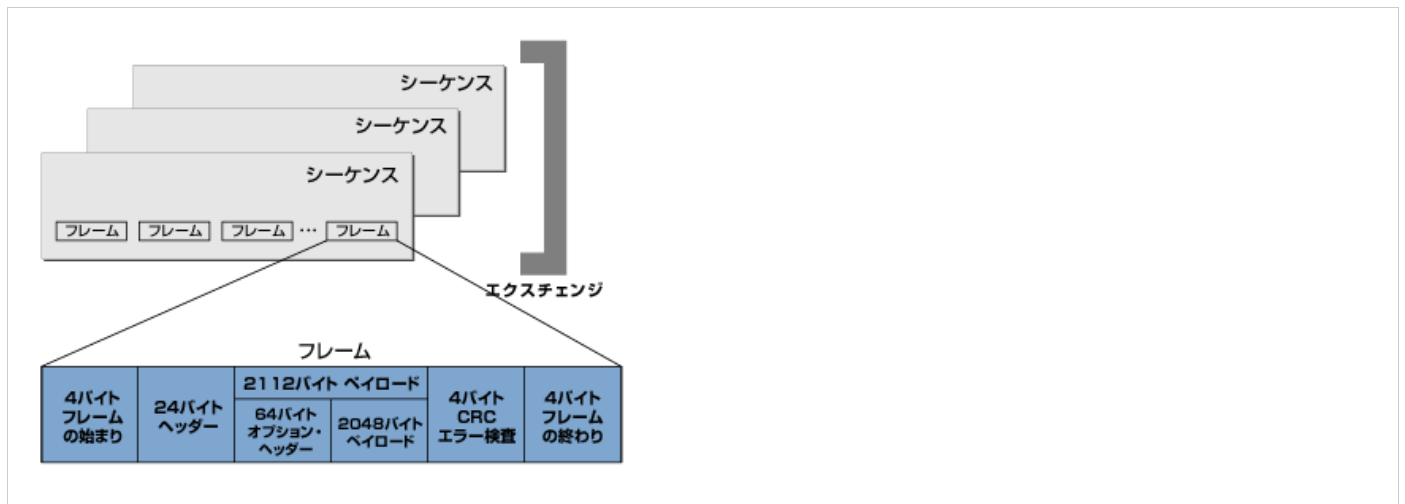 シーケンス
シーケンス
シーケンス
フレーム フレーム フレーム … フレーム
エクスチェンジ
フレーム
4バイト
フレーム
の始まり
24バイト
ヘッダー
2112バイト ペイロード
64バイト
オプション・
ヘッダー
2048バイト
ペイロード
4バイト
CRC
エラー検査
4バイト
フレーム
の終わり